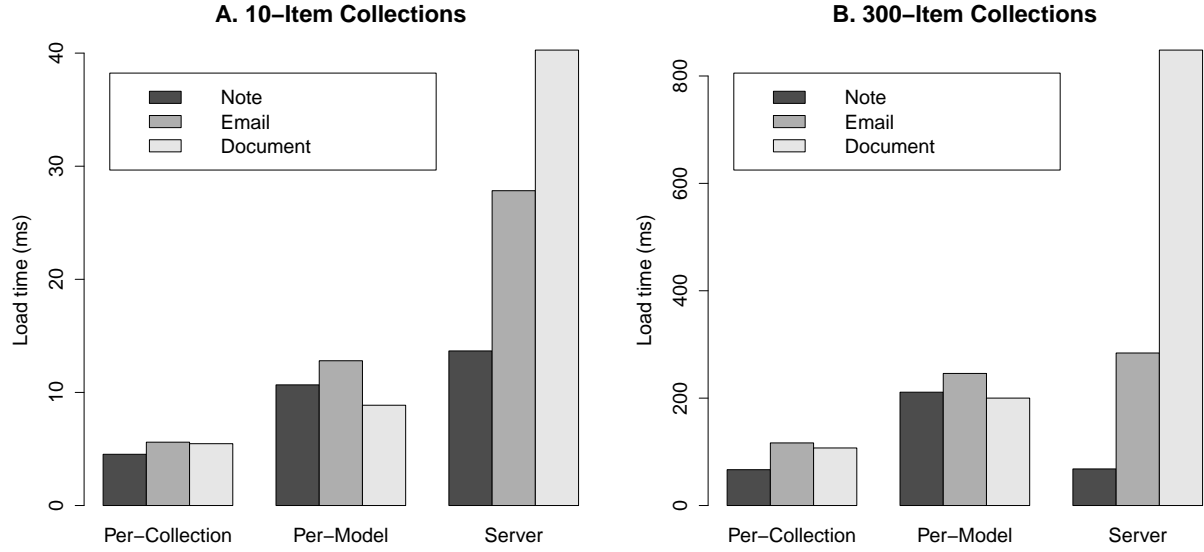 A. 10−Item Collections
40
30
20
10
0
Load time (ms)
Note
Email
Document
Per−Collection
Per−Model
Server
B. 300−Item Collections
800
600
400
200
0
Load time (ms)
Note
Email
Document
Per−Collection
Per−Model
Server